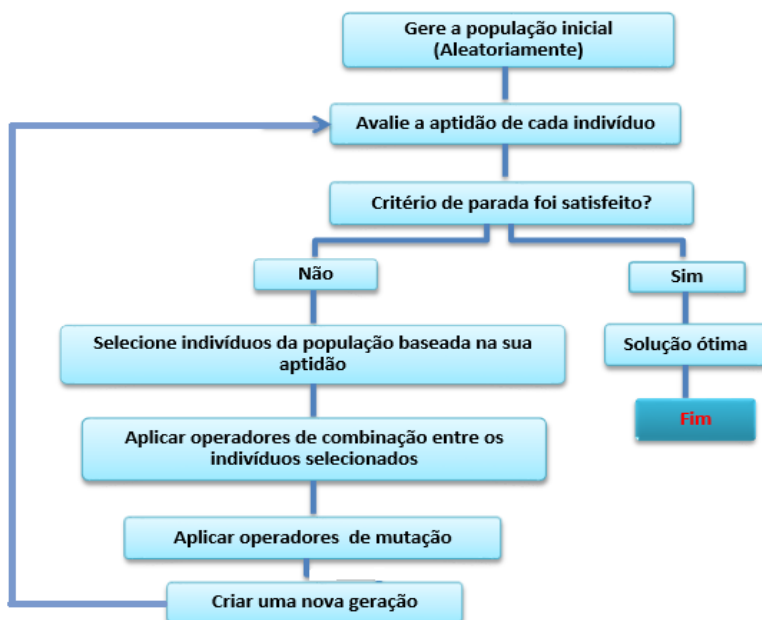 Gere a população inicial
(Aleatoriamente)
Avalie a aptidão de cada indivíduo
Critério de parada foi satisfeito?
Não
Sim
Selecione indivíduos da população baseada na sua
aptidão
Solução ótima
Aplicar operadores de combinação entre os
indivíduos selecionados
Fim
Aplicar operadores de mutação
Criar uma nova geração